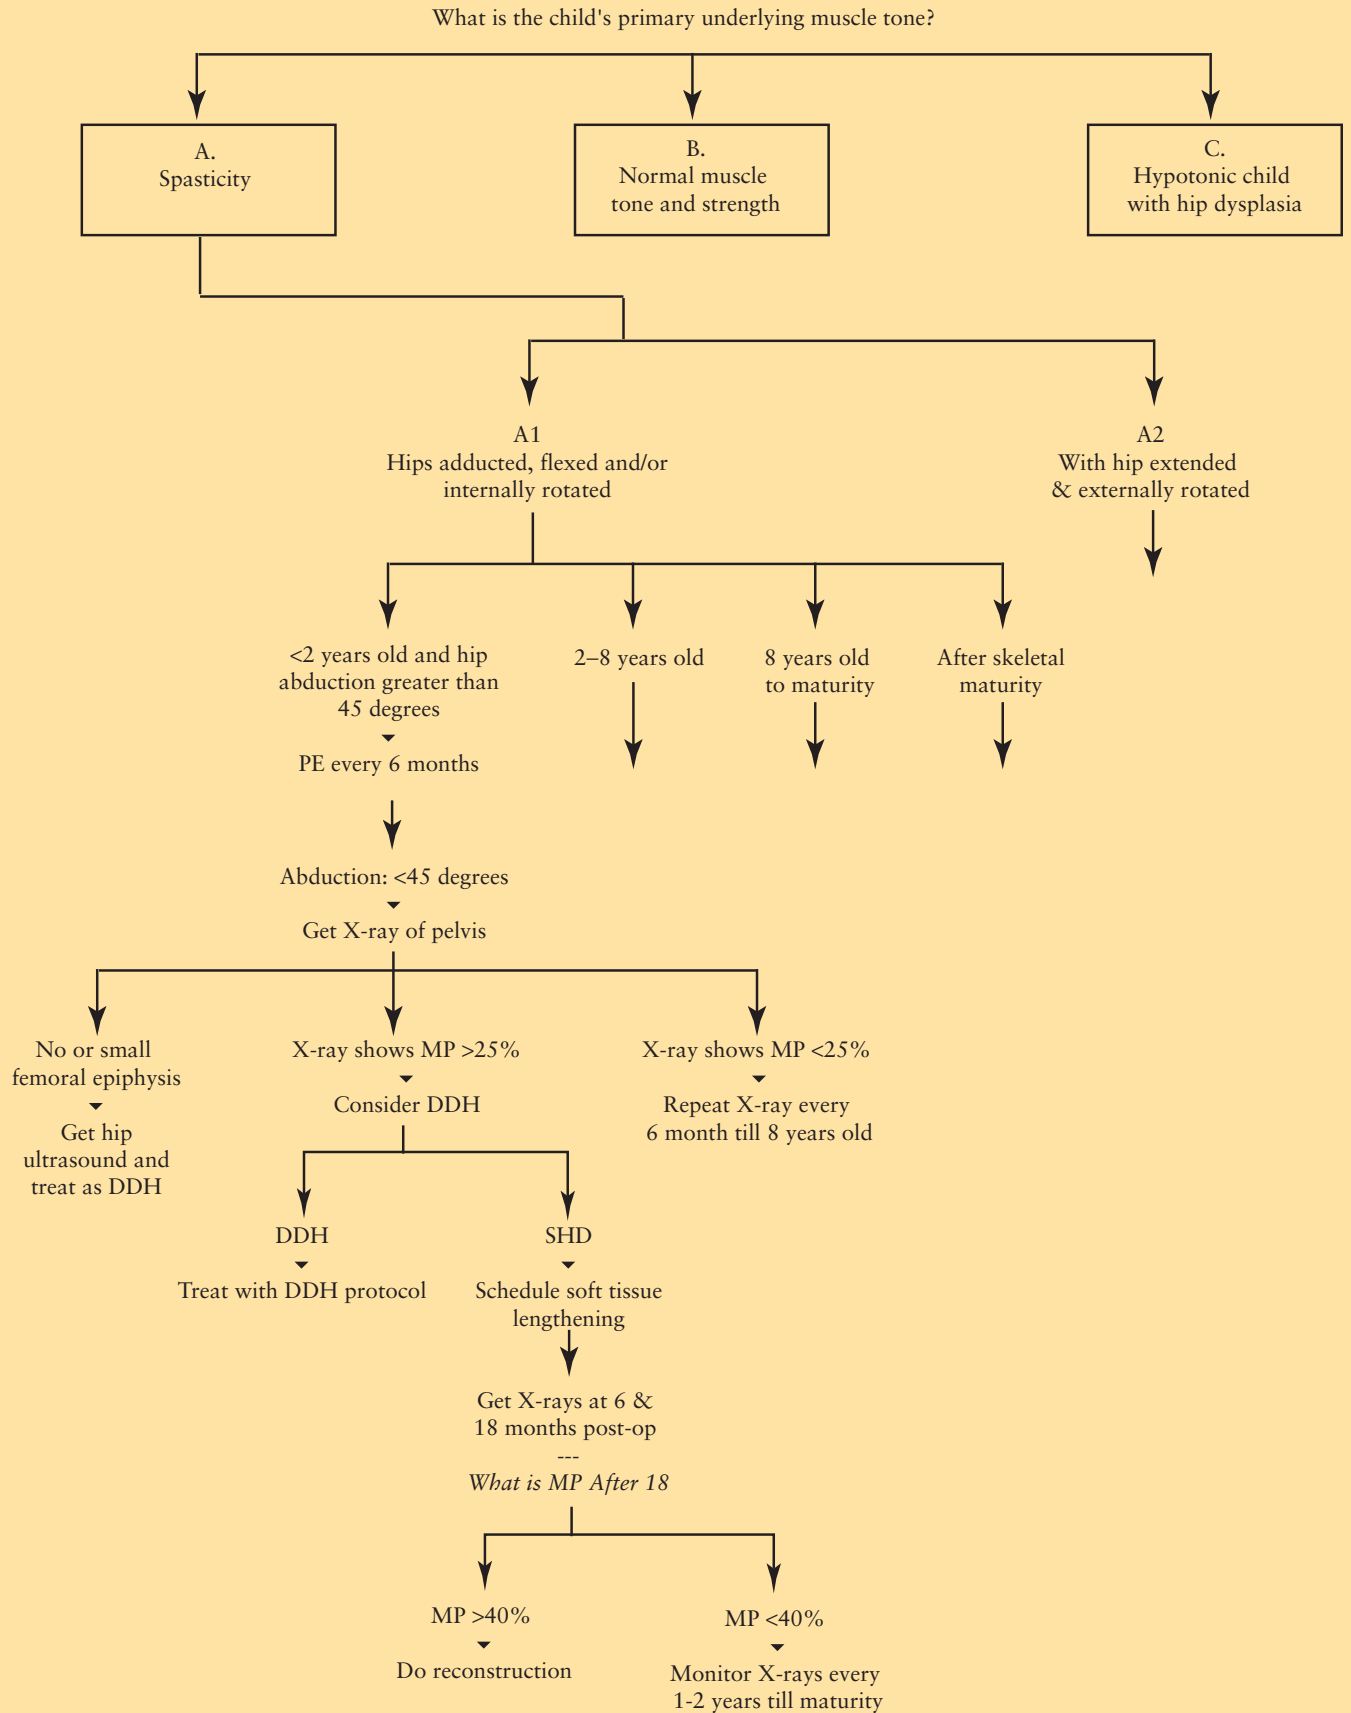 What is the child's primary underlying muscle tone?
A.
Spasticity
B.
Normal muscle
tone and strength
C.
Hypotonic child
with hip dysplasia
A1
Hips adducted, flexed and/or
internally rotated
A2
With hip extended
& externally rotated
<2 years old and hip
abduction greater than
45 degrees
PE every 6 months
2–8 years old
8 years old
to maturity
After skeletal
maturity
Abduction: <45 degrees
Get X-ray of pelvis
No or small
femoral epiphysis
Get hip
ultrasound and
treat as DDH
X-ray shows MP >25%
Consider DDH
X-ray shows MP <25%
Repeat X-ray every
6 month till 8 years old
DDH
Treat with DDH protocol
SHD
Schedule soft tissue
lengthening
Get X-rays at 6 &
18 months post-op
---
What is MP After 18
MP >40%
Do reconstruction
MP <40%
Monitor X-rays every
1-2 years till maturity